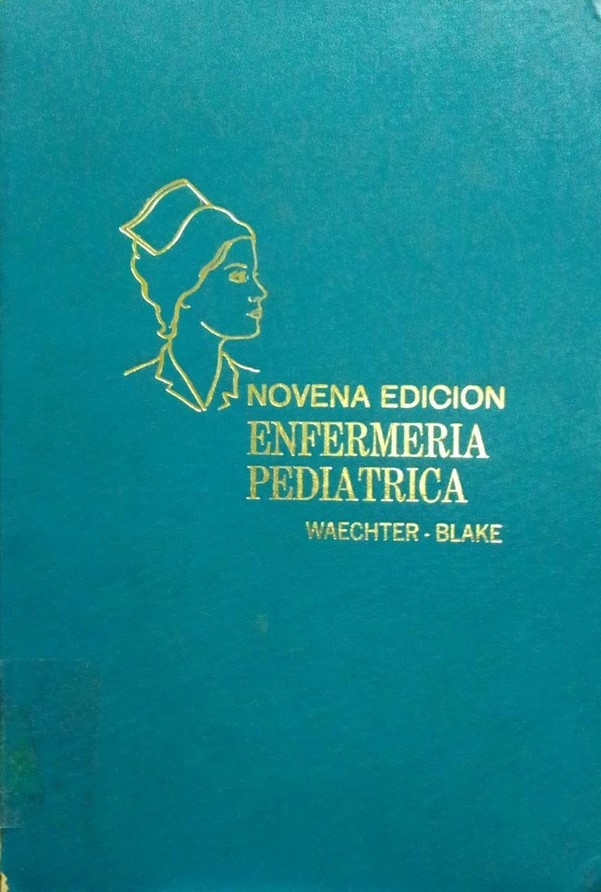 NOVENA EDICION
ENFERMERIA
PEDIATRICA
WAECHTER - BLAKE